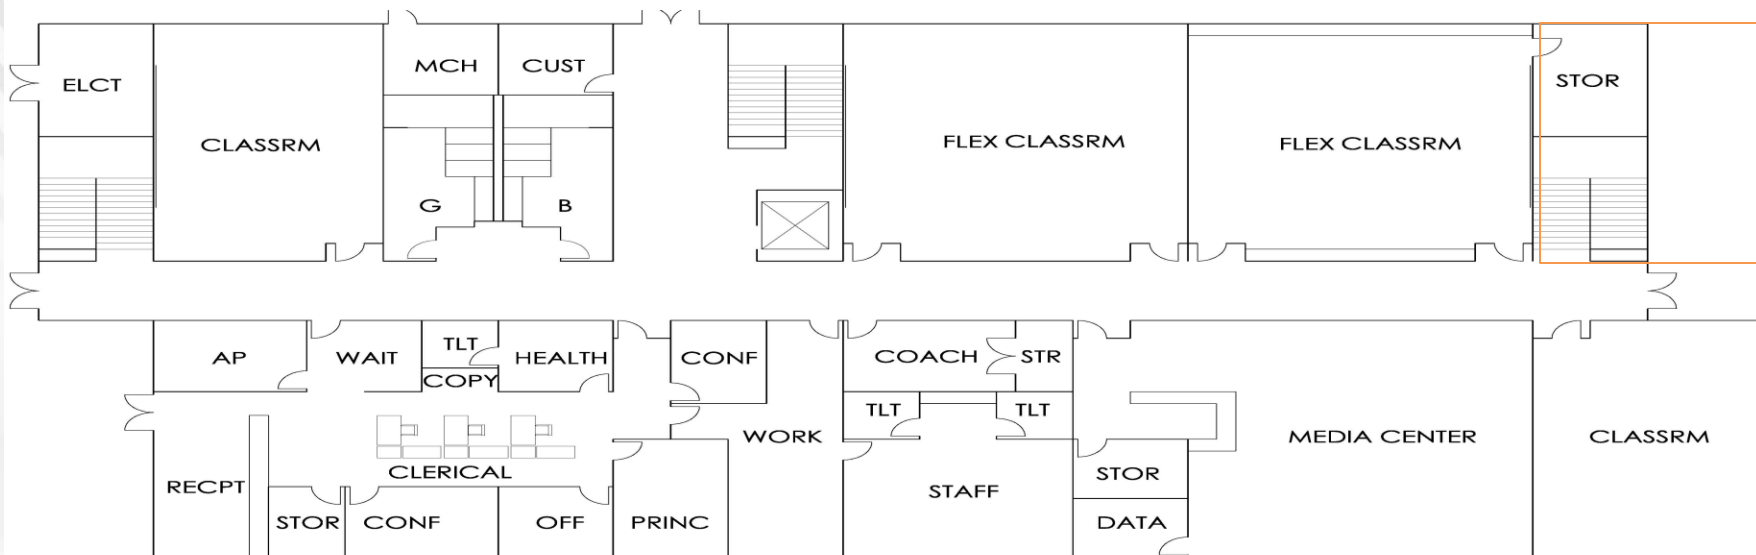 ELCT
CLASSRM
MCH
CUST
G
B
FLEX CLASSRM
FLEX CLASSRM
STOR
AP
WAIT
TLT
COPY
HEALTH
CONF
COACH
STR
TLT
TLT
WORK
MEDIA CENTER
CLASSRM
RECPT
CLERICAL
STAFF
STOR
STOR
CONF
OFF
PRINC
DATA